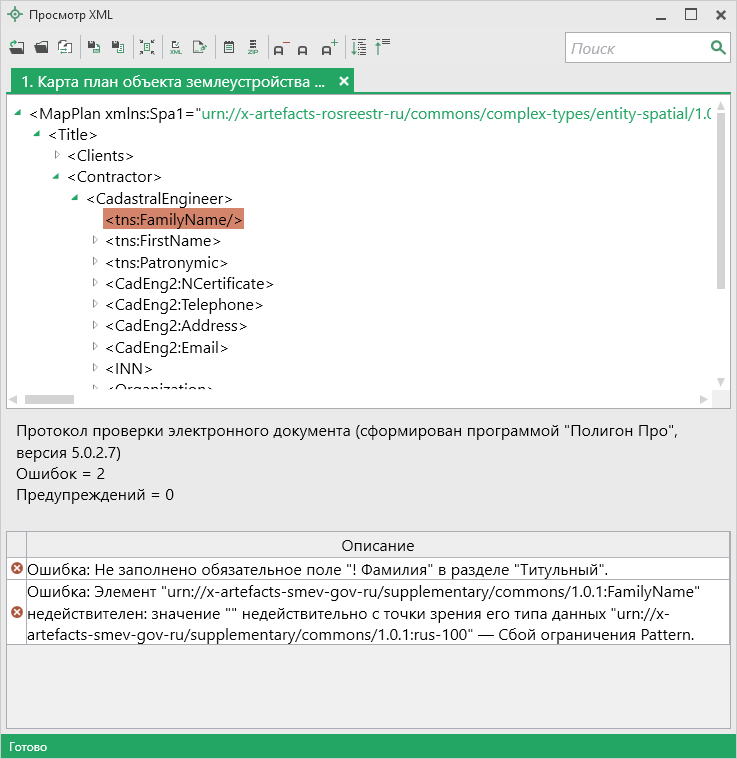 Просмотр XML
XML
ZIP
Поиск
1. Карта план объекта землеустройства ...
<MapPlan xmlns:Spa1="urn://x-artefacts-rosreestr-ru/commons/complex-types/entity-spatial/1.0
<Title>
<Clients>
<Contractor>
<CadastralEngineer>
<tns:FamilyName/>
<tns:FirstName>
<tns:Patronymic>
<CadEng2:NCertificate>
<CadEng2:Telephone>
<CadEng2:Address>
<CadEng2:Email>
<INN>
<Organization>
Протокол проверки электронного документа (сформирован программой "Полигон Про",
версия 5.0.2.7)
Ошибок = 2
Предупреждений = 0
Описание
Ошибка: Не заполнено обязательное поле "! Фамилия" в разделе "Титульный".
Ошибка: Элемент "urn://x-artefacts-smev-gov-ru/supplementary/commons/1.0.1:FamilyName"
недействителен: значение "" недействительно с точки зрения его типа данных "urn://x-
artefacts-smev-gov-ru/supplementary/commons/1.0.1:rus-100" — Сбой ограничения Pattern.
Готово